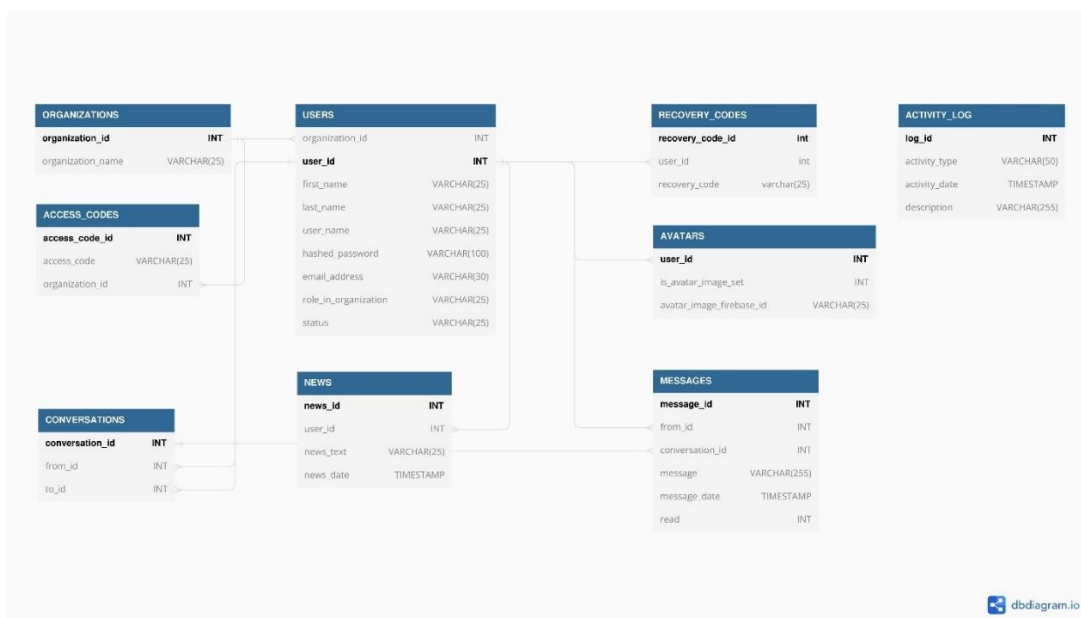 ORGANIZATIONS
organization_id INT
organization_name VARCHAR(25)
ACCESS_CODES
access_code_id INT
access_code VARCHAR(25)
organization_id INT
CONVERSATIONS
conversation_id INT
from_id INT
to_id INT
USERS
organization_id INT
user_id INT
first_name VARCHAR(25)
last_name VARCHAR(25)
user_name VARCHAR(25)
hashed_password VARCHAR(100)
email_address VARCHAR(30)
role_in_organization VARCHAR(25)
status VARCHAR(25)
NEWS
news_id INT
user_id INT
news_text VARCHAR(25)
news_date TIMESTAMP
RECOVERY_CODES
recovery_code_id int
user_id int
recovery_code varchar(25)
AVATARS
user_id INT
is_avatar_image_set INT
avatar_image_firebase_id VARCHAR(25)
MESSAGES
message_id INT
from_id INT
conversation_id INT
message VARCHAR(255)
message_date TIMESTAMP
read INT
ACTIVITY_LOG
log_id INT
activity_type VARCHAR(50)
activity_date TIMESTAMP
description VARCHAR(255)
dbdiagram.io